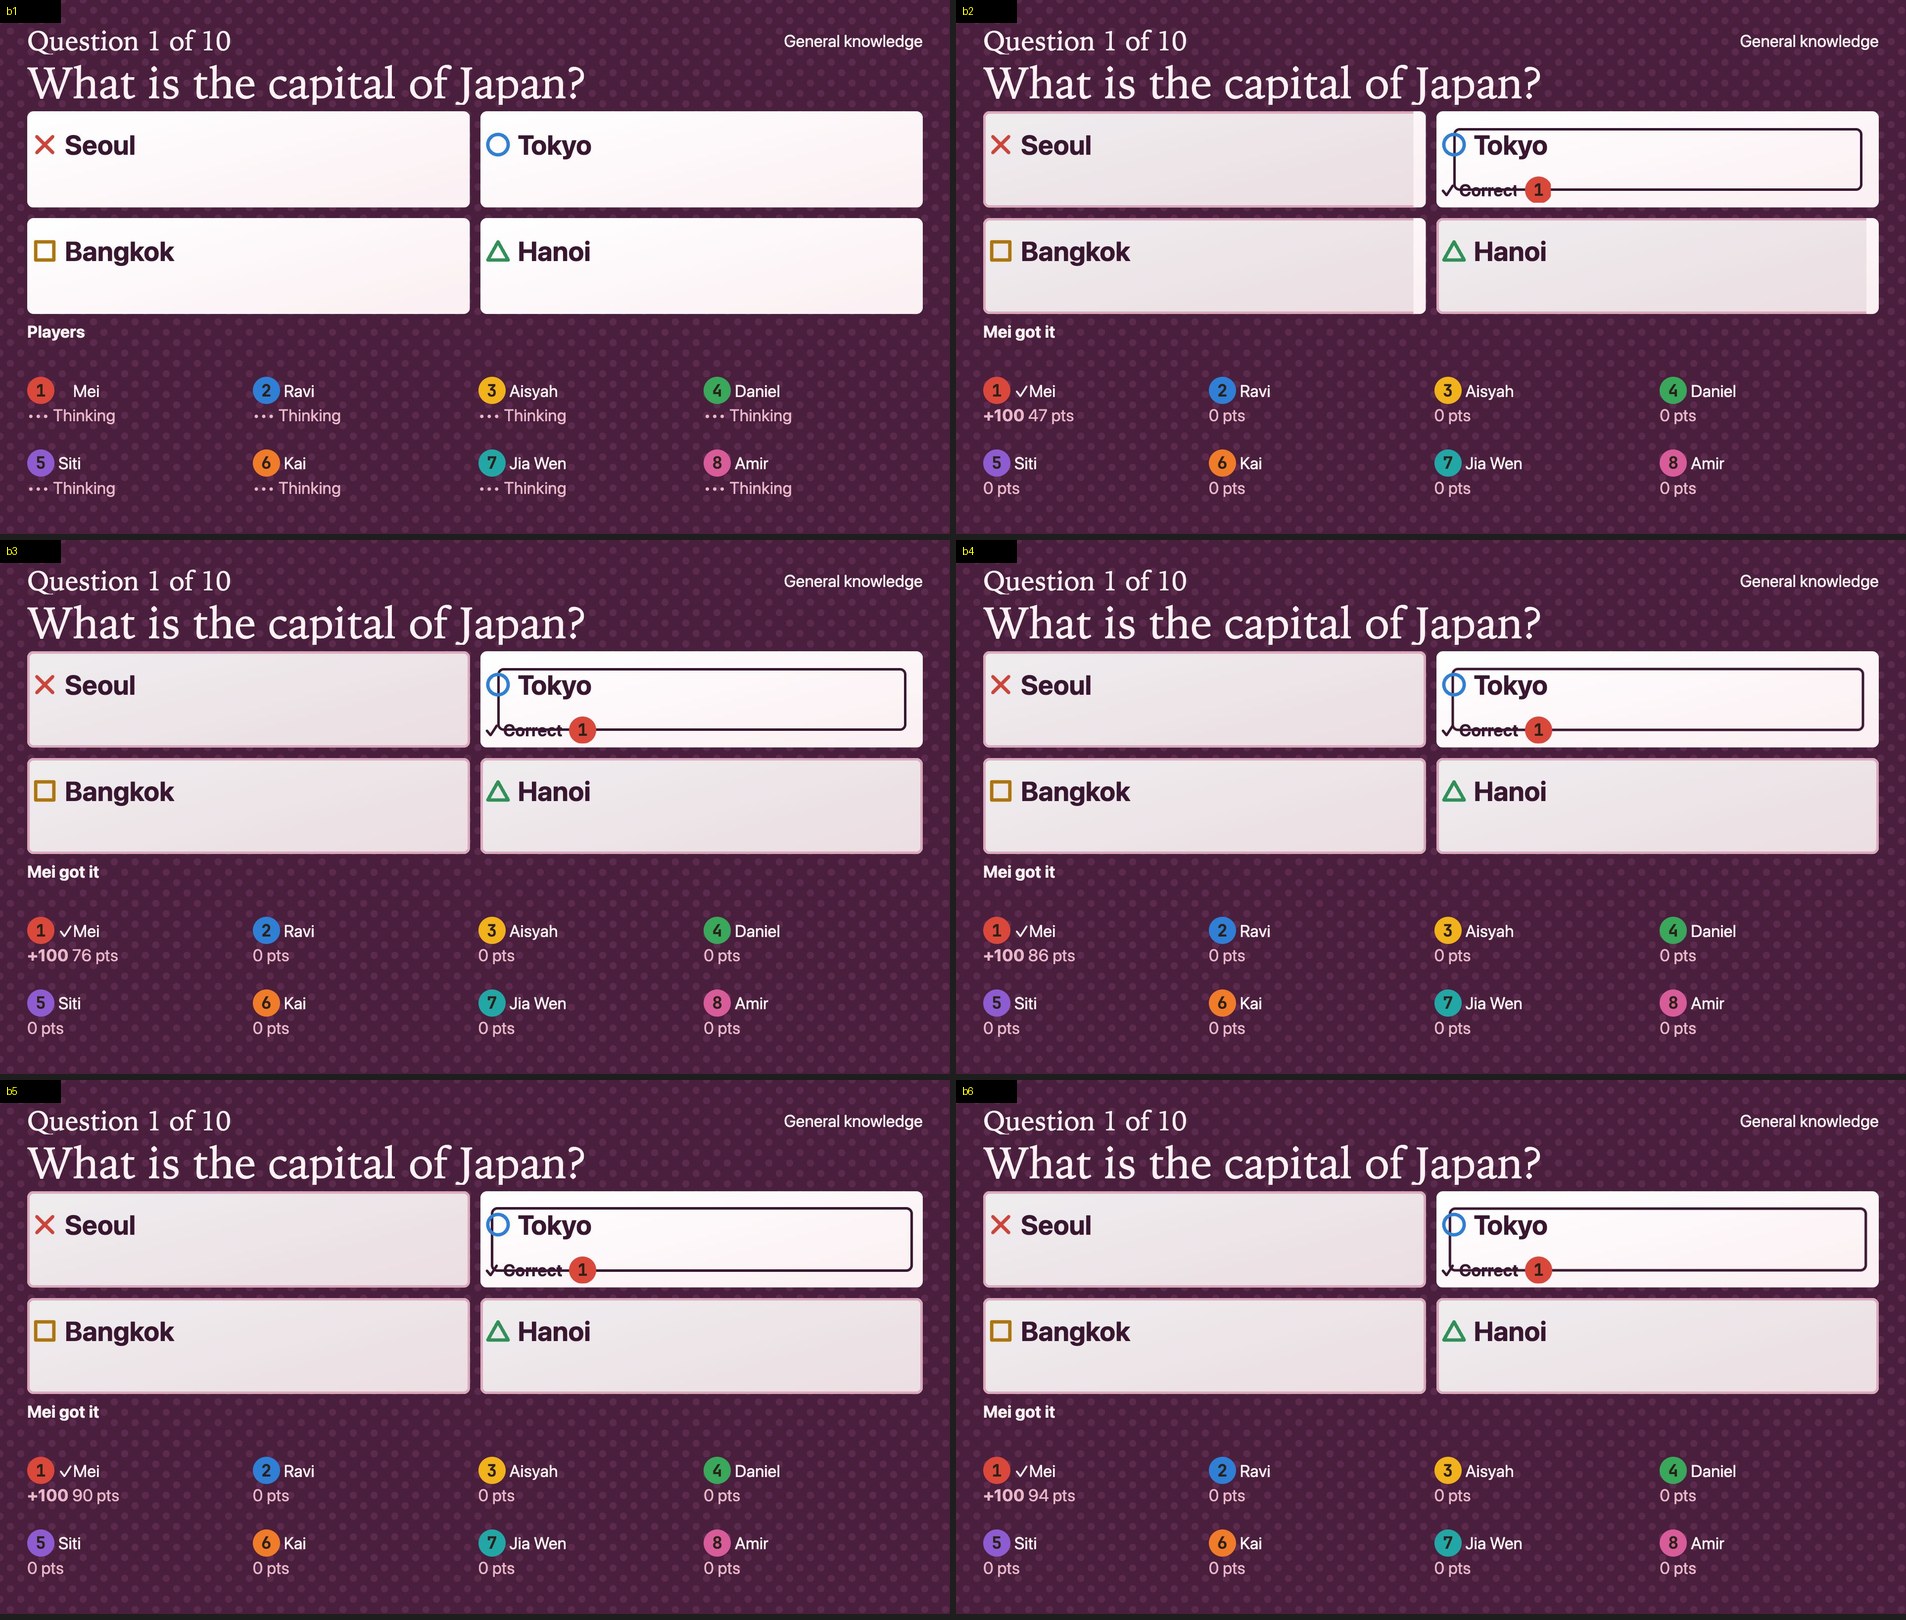 b1
Question 1 of 10
General knowledge
What is the capital of Japan?
Seoul
Tokyo
Bangkok
Hanoi
Players
1 Mei
2 Ravi
3 Aisyah
4 Daniel
••• Thinking
••• Thinking
••• Thinking
••• Thinking
5 Siti
6 Kai
7 Jia Wen
8 Amir
••• Thinking
••• Thinking
••• Thinking
••• Thinking
b2
Question 1 of 10
General knowledge
What is the capital of Japan?
Seoul
Tokyo
✓ Correct 1
Bangkok
Hanoi
Mei got it
1 ✓Mei
2 Ravi
3 Aisyah
4 Daniel
+100 47 pts
0 pts
0 pts
0 pts
5 Siti
6 Kai
7 Jia Wen
8 Amir
0 pts
0 pts
0 pts
0 pts
b3
Question 1 of 10
General knowledge
What is the capital of Japan?
Seoul
Tokyo
✓ Correct 1
Bangkok
Hanoi
Mei got it
1 ✓Mei
2 Ravi
3 Aisyah
4 Daniel
+100 76 pts
0 pts
0 pts
0 pts
5 Siti
6 Kai
7 Jia Wen
8 Amir
0 pts
0 pts
0 pts
0 pts
b4
Question 1 of 10
General knowledge
What is the capital of Japan?
Seoul
Tokyo
✓ Correct 1
Bangkok
Hanoi
Mei got it
1 ✓Mei
2 Ravi
3 Aisyah
4 Daniel
+100 86 pts
0 pts
0 pts
0 pts
5 Siti
6 Kai
7 Jia Wen
8 Amir
0 pts
0 pts
0 pts
0 pts
b5
Question 1 of 10
General knowledge
What is the capital of Japan?
Seoul
Tokyo
✓ Correct 1
Bangkok
Hanoi
Mei got it
1 ✓Mei
2 Ravi
3 Aisyah
4 Daniel
+100 90 pts
0 pts
0 pts
0 pts
5 Siti
6 Kai
7 Jia Wen
8 Amir
0 pts
0 pts
0 pts
0 pts
b6
Question 1 of 10
General knowledge
What is the capital of Japan?
Seoul
Tokyo
✓ Correct 1
Bangkok
Hanoi
Mei got it
1 ✓Mei
2 Ravi
3 Aisyah
4 Daniel
+100 94 pts
0 pts
0 pts
0 pts
5 Siti
6 Kai
7 Jia Wen
8 Amir
0 pts
0 pts
0 pts
0 pts